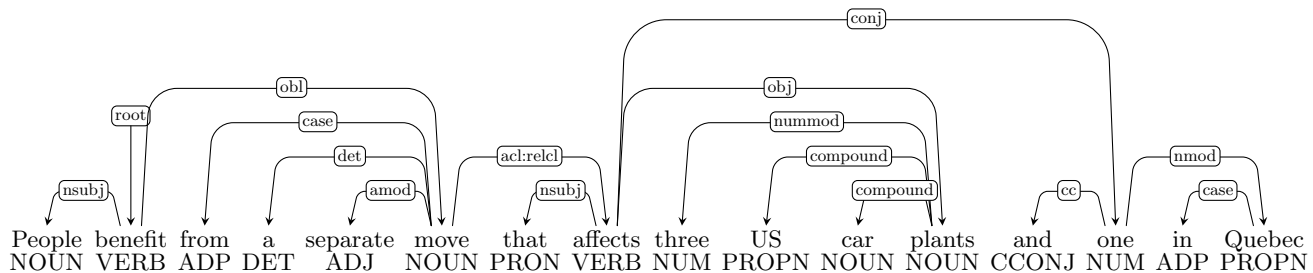 conj
obl obj
root case nummod
det acl:relcl compound nmod
nsubj amod nsubj compound cc case
People benefit from a separate move that affects three US car plants and one in Quebec
NOUN VERB ADP DET ADJ NOUN PRON VERB NUM PROPN NOUN NOUN CCONJ NUM ADP PROPN